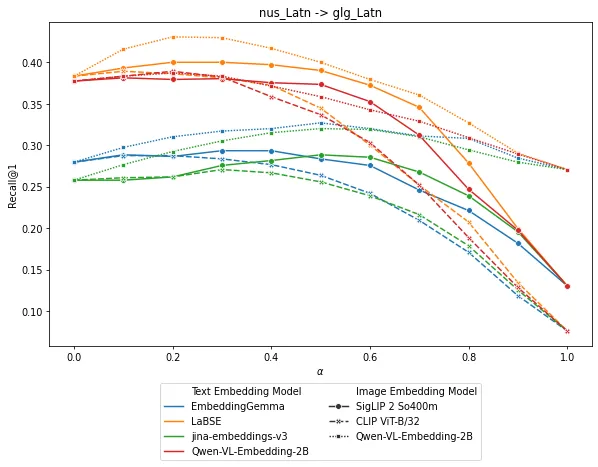 nus_Latn -> glg_Latn
Recall@1
0.40
0.35
0.30
0.25
0.20
0.15
0.10
0.0 0.2 0.4 0.6 0.8 1.0
α
Text Embedding Model Image Embedding Model
EmbeddingGemma SigLIP 2 So400m
LaBSE CLIP ViT-B/32
jina-embeddings-v3 Qwen-VL-Embedding-2B
Qwen-VL-Embedding-2B